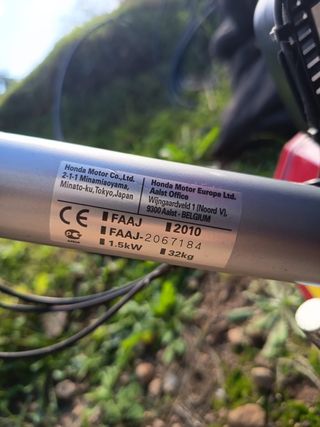 Honda Motor Co.,Ltd.
2-1-1 Minamiaoyama,
Minato-ku,Tokyo,Japan
Honda Motor Europe Ltd.
Aalst Office
Wijngaardveld 1 (Noord V),
9300 Aalst - BELGIUM
CE
FAAJ
2010
FAAJ-2067184
1.5kW
32kg